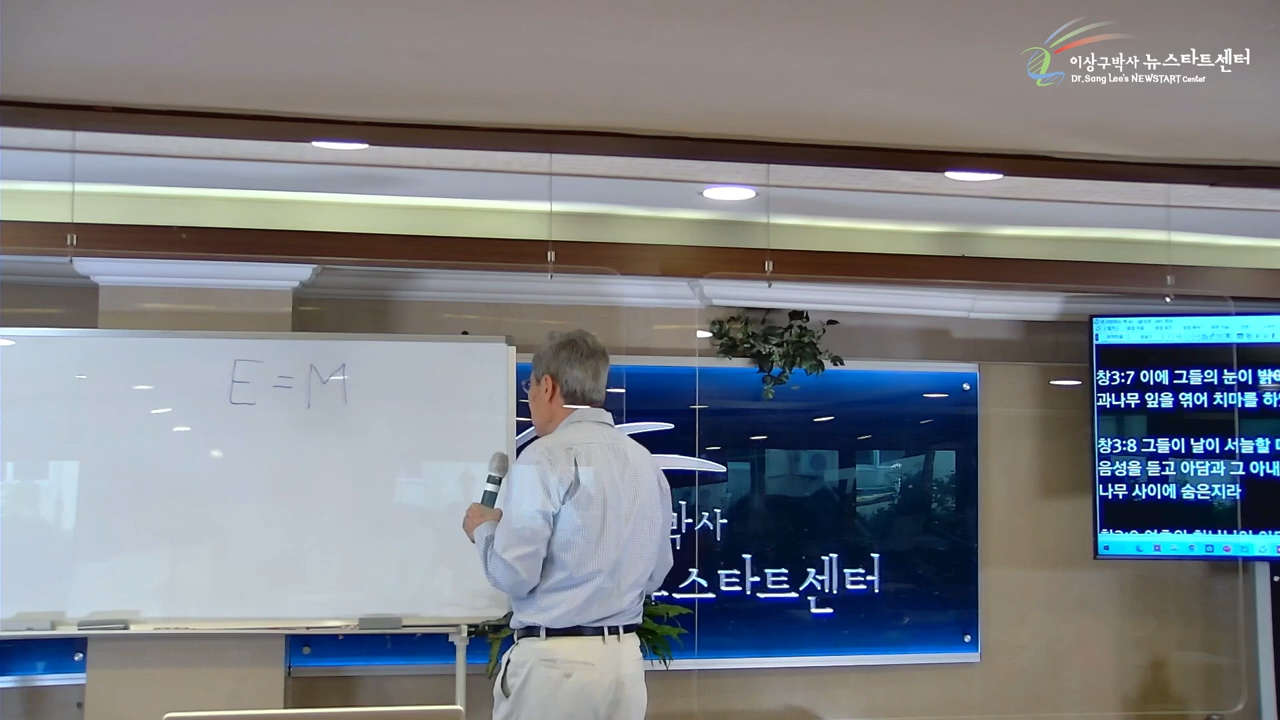 이상구박사 뉴스타트센터
Dr. Sang Lee's NEWSTART Center
E = M
박사
스타트센터
창3:7 이에 그들의 눈이 밝
과나무 잎을 엮어 치마를 하
창3:8 그들이 날이 서늘할
음성을 듣고 아담과 그 아내
나무 사이에 숨은지라